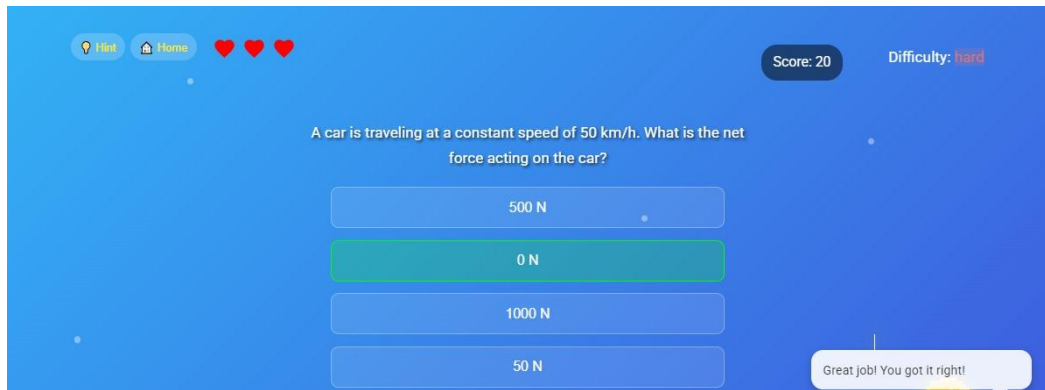 Hint
Home
Score: 20
Difficulty: hard
A car is traveling at a constant speed of 50 km/h. What is the net
force acting on the car?
500 N
0 N
1000 N
50 N
Great job! You got it right!